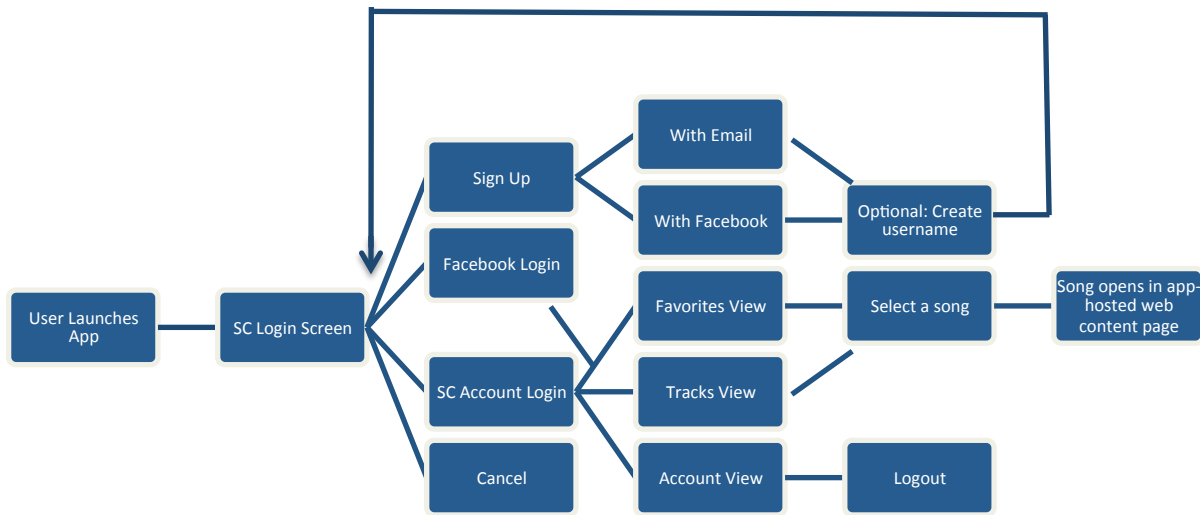 User Launches
App
SC Login Screen
Sign Up
Facebook Login
SC Account Login
Cancel
With Email
With Facebook
Favorites View
Tracks View
Account View
Optional: Create
username
Select a song
Logout
Song opens in app-
hosted web
content page